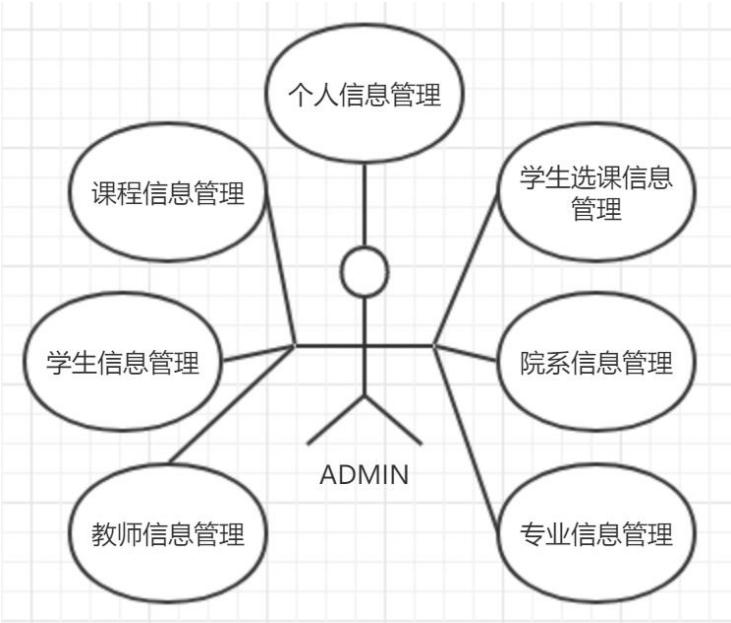 个人信息管理
课程信息管理
学生选课信息
管理
学生信息管理
院系信息管理
ADMIN
教师信息管理
专业信息管理